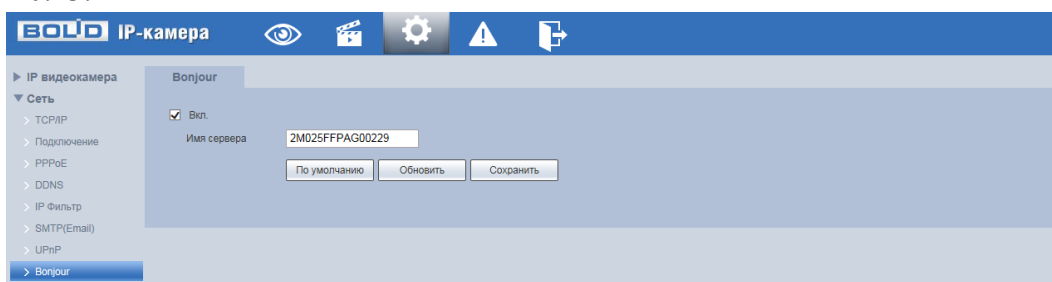 BOLID IP-камера
IP видеокамера
Сеть
TCP/IP
Подключение
PPPoE
DDNS
IP Фильтр
SMTP(Email)
UPnP
Bonjour
Bonjour
Вкл.
Имя сервера 2M025FFPAG00229
По умолчанию Обновить Сохранить